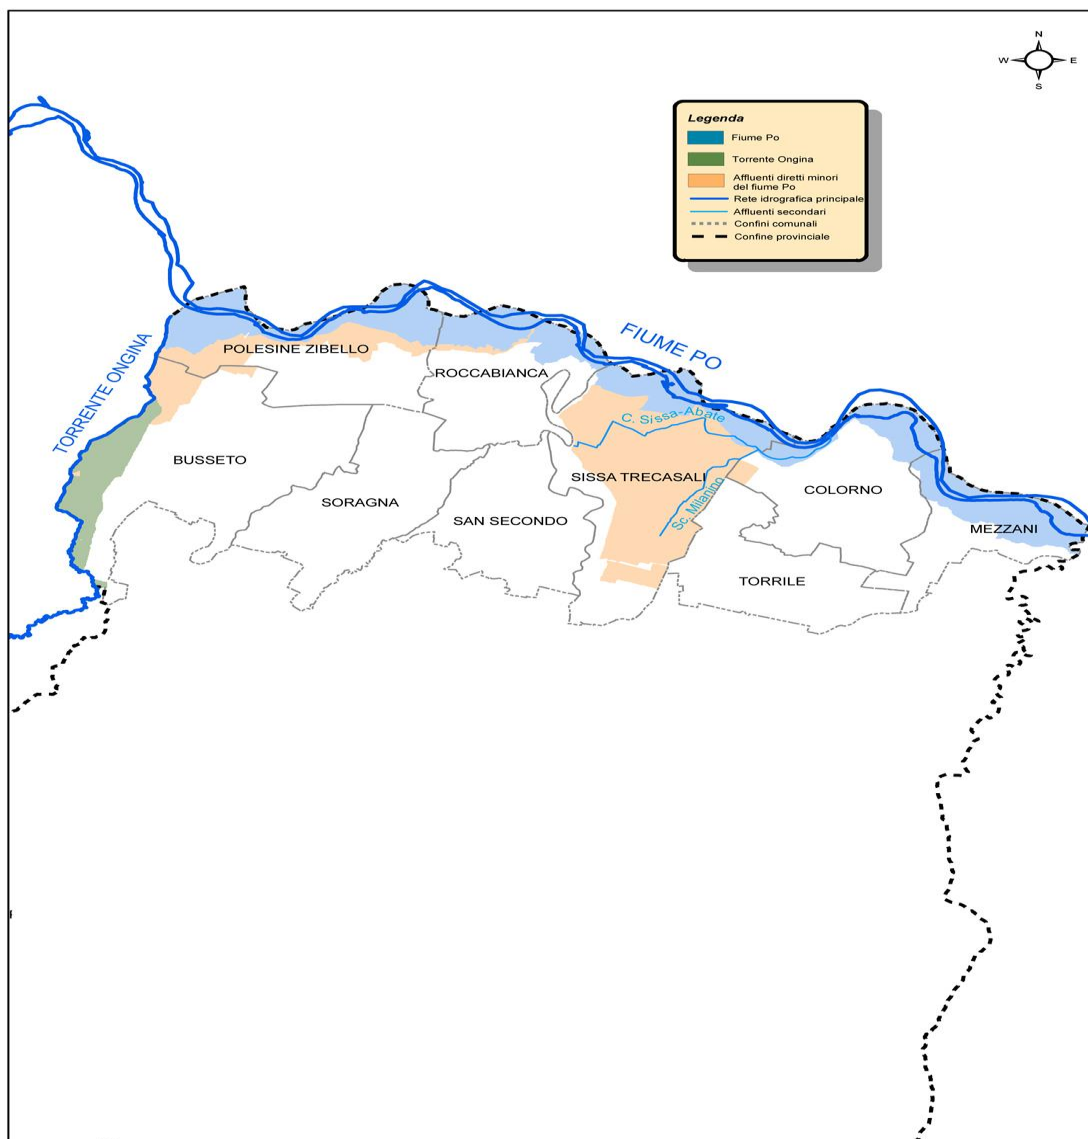 N
W E
S
Legenda
Fiume Po
Torrente Ongina
Affluenti diretti minori
del fiume Po
Rete idrografica principale
Affluenti secondari
Confini comunali
Confine provinciale
FIUME PO
TORRENTE ONGINA
POLESINE ZIBELLO
ROCCABIANCA
C. Sissa-Abate
BUSSETO
SISSA TRECASALI
SORAGNA
COLORNO
Sc. Milanino
SAN SECONDO
MEZZANI
TORRILE